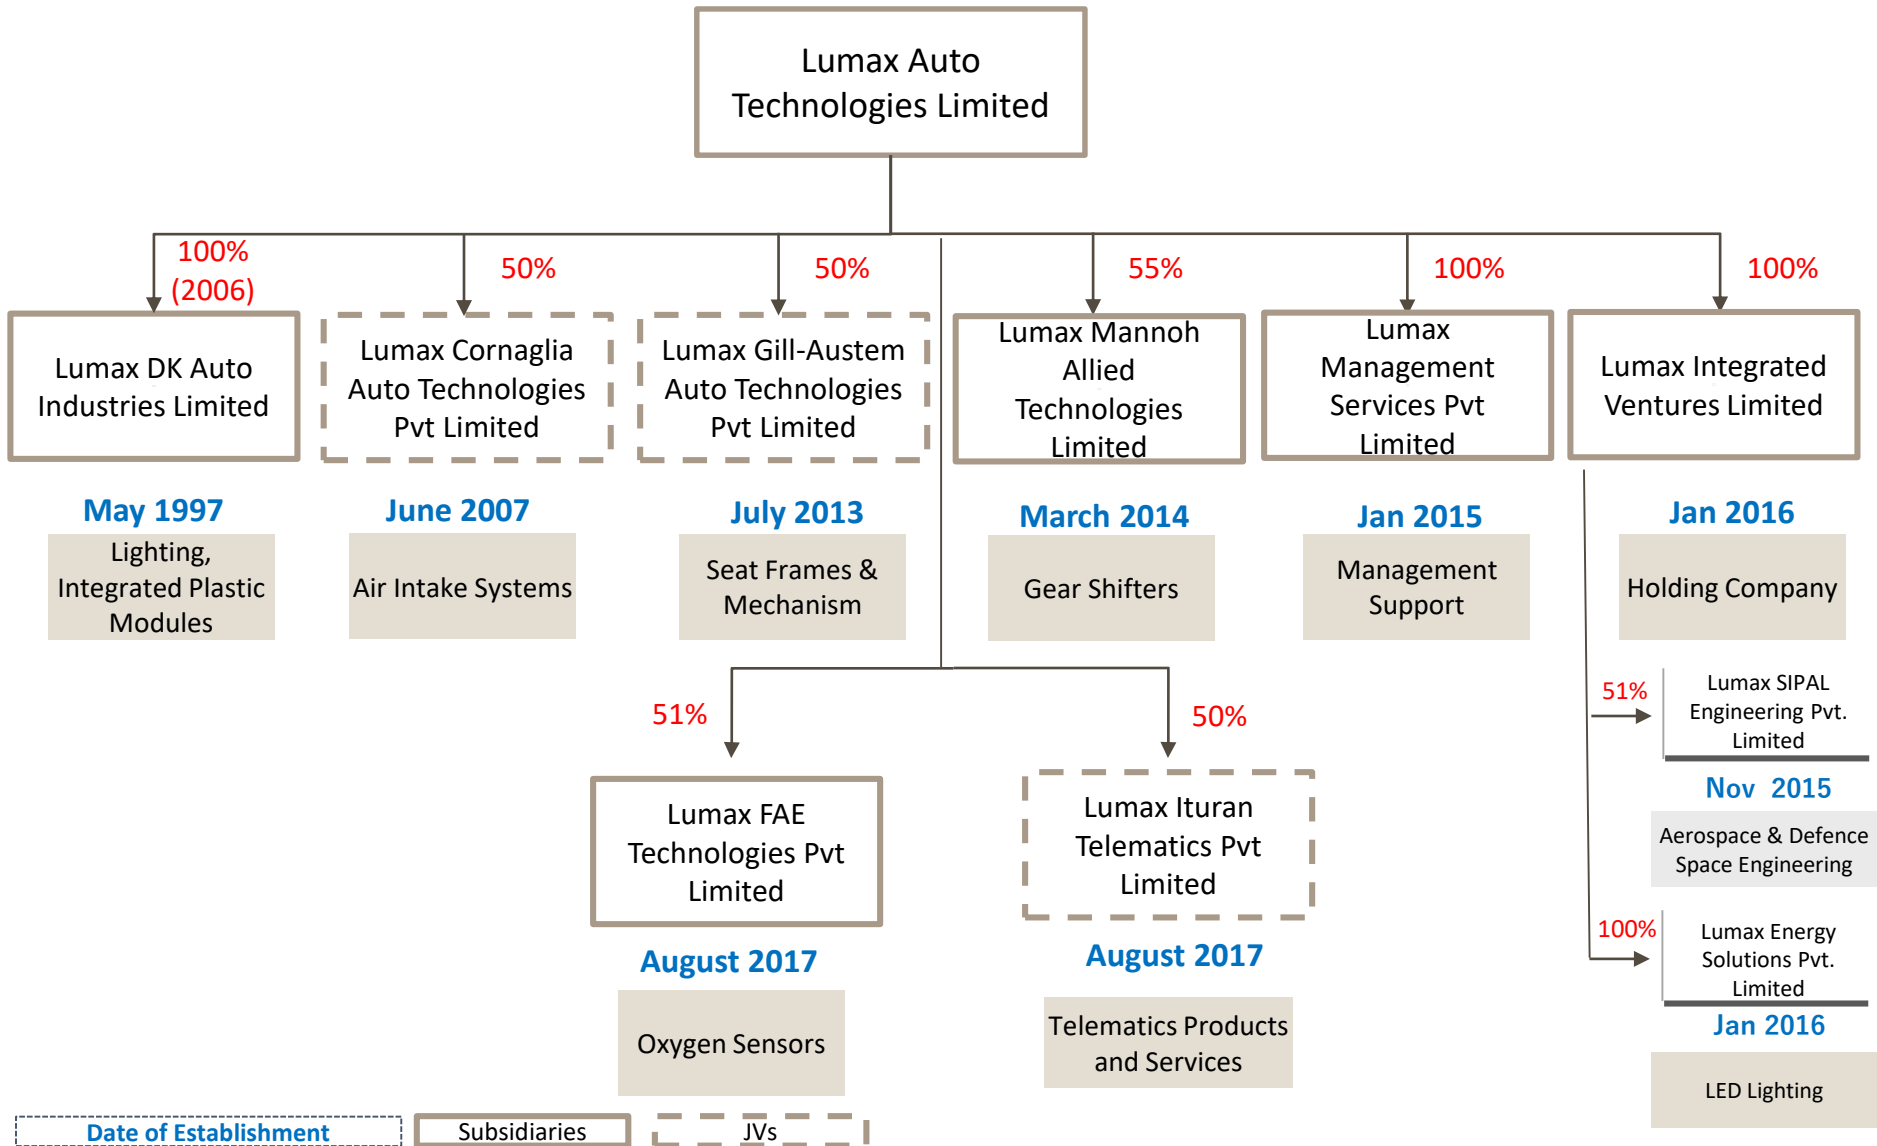 Lumax Auto
Technologies Limited
100%
(2006)
50%
50%
55%
100%
100%
Lumax DK Auto
Industries Limited
Lumax Cornaglia
Auto Technologies
Pvt Limited
Lumax Gill-Austem
Auto Technologies
Pvt Limited
Lumax Mannoh
Allied
Technologies
Limited
Lumax
Management
Services Pvt
Limited
Lumax Integrated
Ventures Limited
May 1997
June 2007
July 2013
March 2014
Jan 2015
Jan 2016
Lighting,
Integrated Plastic
Modules
Air Intake Systems
Seat Frames &
Mechanism
Gear Shifters
Management
Support
Holding Company
51%
50%
Lumax FAE
Technologies Pvt
Limited
Lumax Ituran
Telematics Pvt
Limited
August 2017
August 2017
Oxygen Sensors
Telematics Products
and Services
51%
Lumax SIPAL
Engineering Pvt.
Limited
Nov 2015
Aerospace & Defence
Space Engineering
100%
Lumax Energy
Solutions Pvt.
Limited
Jan 2016
LED Lighting
Date of Establishment
Subsidiaries
JVs